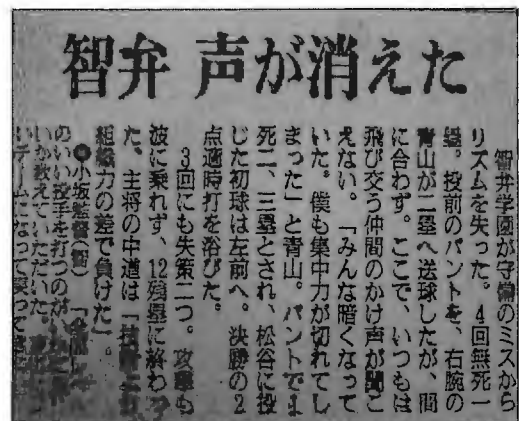 智弁 声が消えた
智弁学園が守備のミスから
リズムを失った。4回無死一
塁。投前のバントを、右腕の
青山が二塁へ送球したが、間
に合わず。ここで、いつもは
飛び交う仲間のかけ声が聞こ
えない。「みんな暗くなって
いた。僕も集中力が切れてし
まった」と青山。バントで1
死二、三塁とされ、松谷に投
じた初球は左前へ。決勝の2
点適時打を浴びた。
3回にも失策二つ。攻撃も
波に乗れず、12残塁に終わっ
た。主将の中道は「技術と
組織力の差で負けた」。
小坂監督(智)
のいい投手を打つのが
いか教えていただいた。
いゲームになって